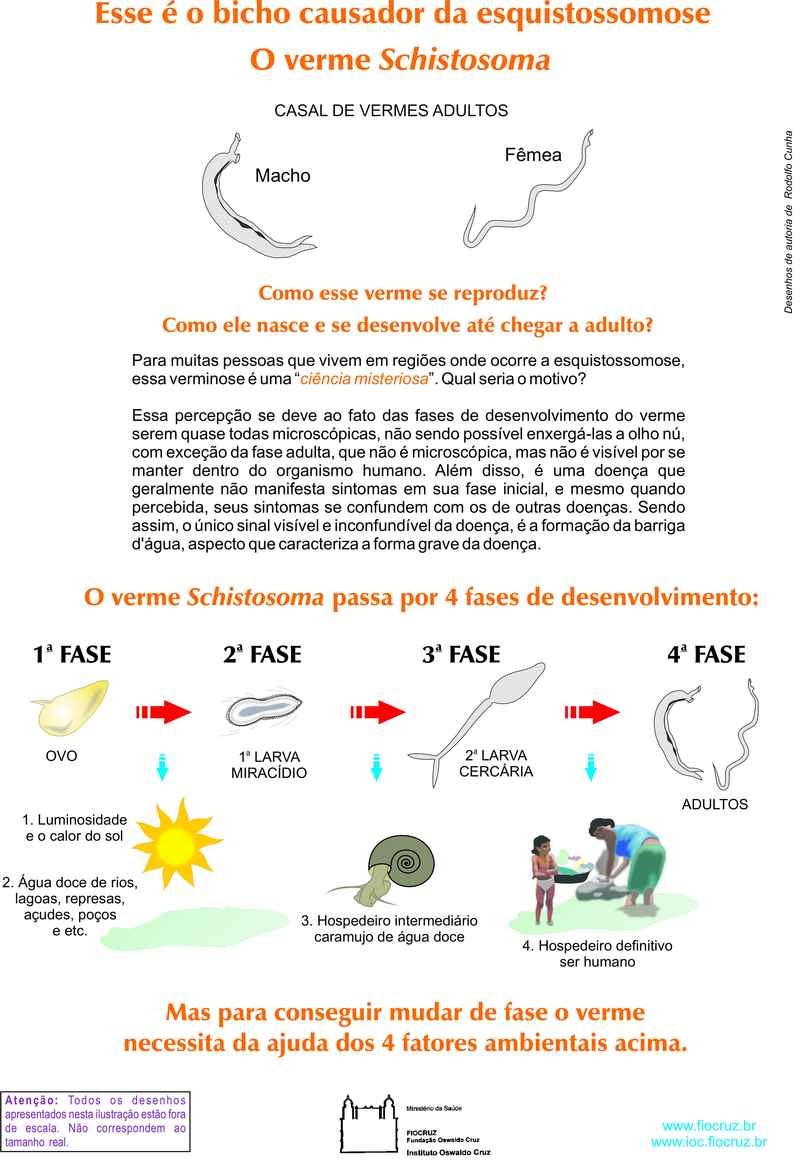 Esse é o bicho causador da esquistossomose
O verme Schistosoma
CASAL DE VERMES ADULTOS
Macho
Fêmea
Desenhos de autoria de Rodolfo Cunha
Como esse verme se reproduz?
Como ele nasce e se desenvolve até chegar a adulto?
Para muitas pessoas que vivem em regiões onde ocorre a esquistossomose,
essa verminose é uma “ciência misteriosa”. Qual seria o motivo?
Essa percepção se deve ao fato das fases de desenvolvimento do verme
serem quase todas microscópicas, não sendo possível enxergá-las a olho nú,
com exceção da fase adulta, que não é microscópica, mas não é visível por se
manter dentro do organismo humano. Além disso, é uma doença que
geralmente não manifesta sintomas em sua fase inicial, e mesmo quando
percebida, seus sintomas se confundem com os de outras doenças. Sendo
assim, o único sinal visível e inconfundível da doença, é a formação da barriga
d'água, aspecto que caracteriza a forma grave da doença.
O verme Schistosoma passa por 4 fases de desenvolvimento:
1ª FASE
2ª FASE
3ª FASE
4ª FASE
OVO
1ª LARVA
MIRACÍDIO
2ª LARVA
CERCÁRIA
ADULTOS
1. Luminosidade
e o calor do sol
2. Água doce de rios,
lagoas, represas,
açudes, poços
e etc.
3. Hospedeiro intermediário
caramujo de água doce
4. Hospedeiro definitivo
ser humano
Mas para conseguir mudar de fase o verme
necessita da ajuda dos 4 fatores ambientais acima.
Atenção: Todos os desenhos
apresentados nesta ilustração estão fora
de escala. Não correspondem ao
tamanho real.
Ministério da Saúde
FIOCRUZ
Fundação Oswaldo Cruz
Instituto Oswaldo Cruz
www.fiocruz.br
www.ioc.fiocruz.br